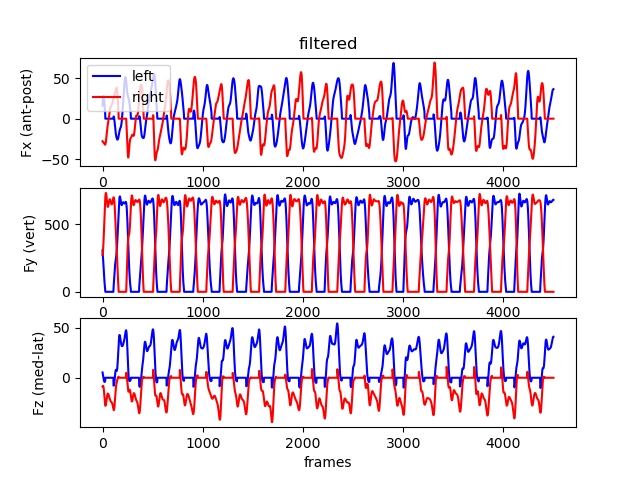 filtered
Fx (ant-post)
50
0
−50
left
right
0 1000 2000 3000 4000
Fy (vert)
500
0
0 1000 2000 3000 4000
Fz (med-lat)
50
0
0 1000 2000 3000 4000
frames